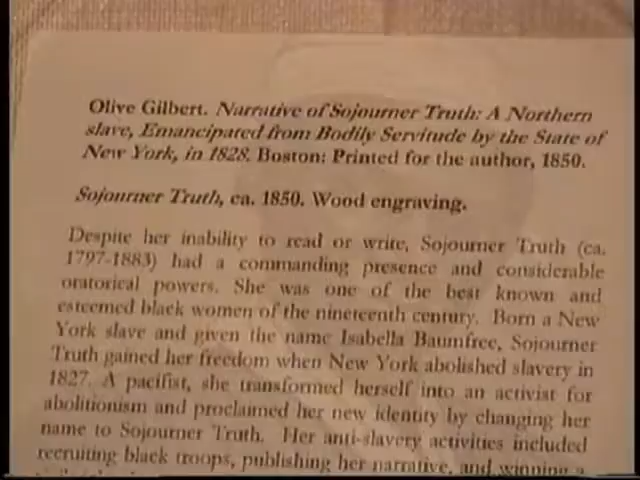 Olive Gilbert. Narrative of Sojourner Truth: A Northern
slave, Emancipated from Bodily Servitude by the State of
New York, in 1828. Boston: Printed for the author, 1850.
Sojourner Truth, ca. 1850. Wood engraving.
Despite her inability to read or write, Sojourner Truth (ca.
1797-1883) had a commanding presence and considerable
oratorical powers. She was one of the best known and
esteemed black women of the nineteenth century. Born a New
York slave and given the name Isabella Baumfree, Sojourner
Truth gained her freedom when New York abolished slavery in
1827. A pacifist, she transformed herself into an activist for
abolitionism and proclaimed her new identity by changing her
name to Sojourner Truth. Her anti-slavery activities included
recruiting black troops, publishing her narrative, and winning a